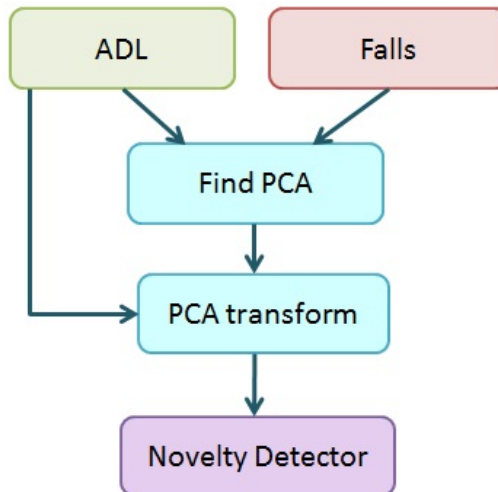 ADL
Falls
Find PCA
PCA transform
Novelty Detector